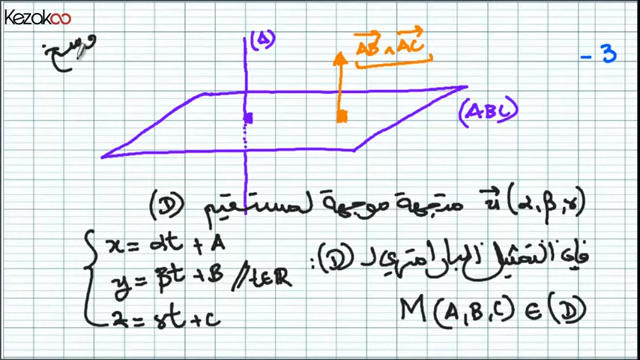 Kezakoo
توضيح
(Δ)
AB ∧ AC
3 -
(ABC)
u(α, β, γ) متجهة موجهة لمستقيم (D)
فإن التمثيل البارامتري لـ (D):
x = αt + A
y = βt + B // t∈ℝ
z = γt + C
M(A, B, C) ∈ (D)